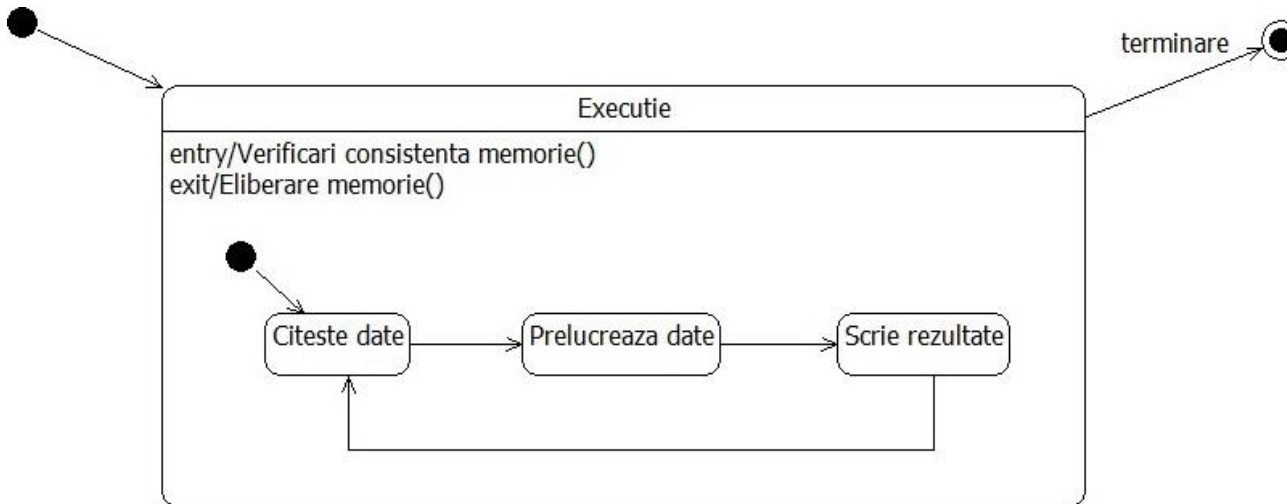 terminare
Executie
entry/Verificari consistenta memorie()
exit/Eliberare memorie()
Citeste date
Prelucreaza date
Scrie rezultate